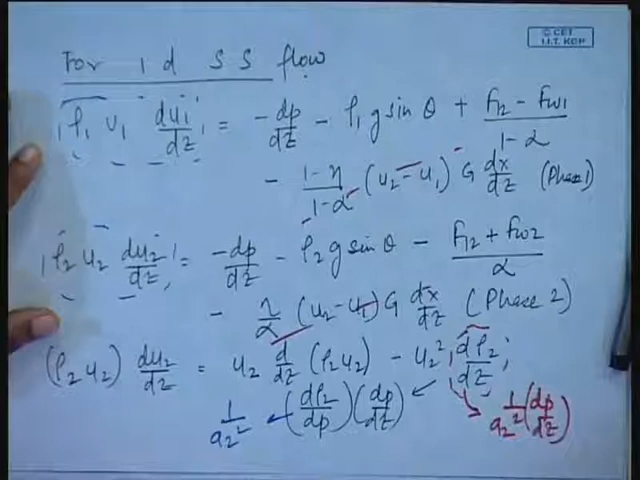 © CET
I.I.T. KGP
For 1 d S S flow
ρ₁ u₁ du₁/dz = -dp/dz - ρ₁ g sin θ + (F₁₂ - Fw₁)/(1-α)
- (1-η)/(1-α) (u₂-u₁) G dx/dz (Phase 1)
ρ₂ u₂ du₂/dz = -dp/dz - ρ₂ g sin θ - (F₁₂ + Fw₂)/α
- η/α (u₂-u₁) G dx/dz (Phase 2)
(ρ₂ u₂) du₂/dz = u₂ d/dz (ρ₂ u₂) - u₂² dρ₂/dz
1/a₂² ← (dρ₂/dp) (dp/dz) ↙ → 1/a₂² (dp/dz)